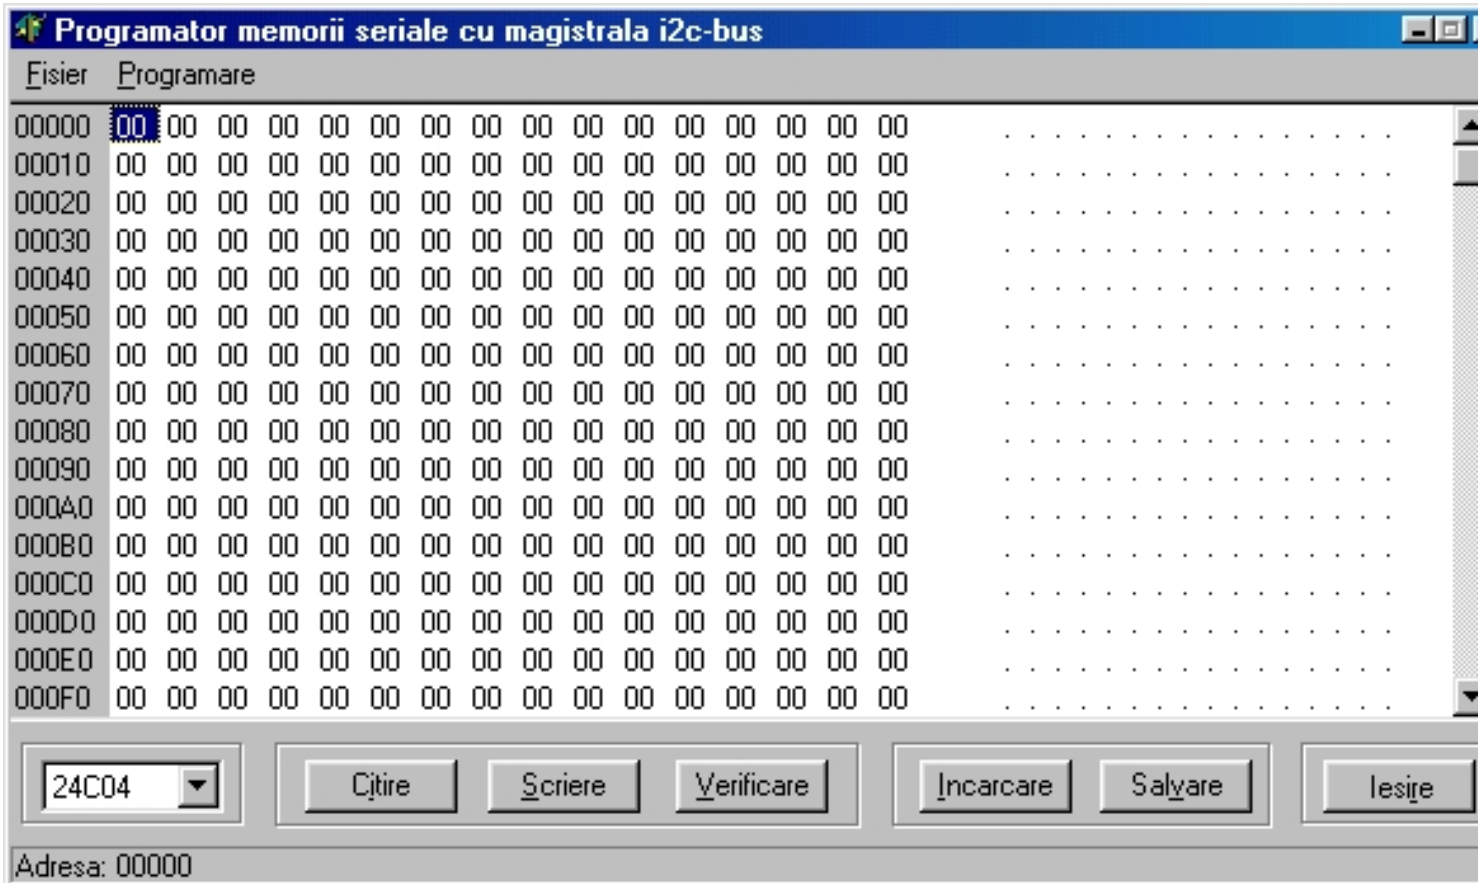 Programator memorii seriale cu magistrala i2c-bus
Fisier Programare
00000 00 00 00 00 00 00 00 00 00 00 00 00 00 00 00 00 . . . . . . . . . . . . . . . .
00010 00 00 00 00 00 00 00 00 00 00 00 00 00 00 00 00 . . . . . . . . . . . . . . . .
00020 00 00 00 00 00 00 00 00 00 00 00 00 00 00 00 00 . . . . . . . . . . . . . . . .
00030 00 00 00 00 00 00 00 00 00 00 00 00 00 00 00 00 . . . . . . . . . . . . . . . .
00040 00 00 00 00 00 00 00 00 00 00 00 00 00 00 00 00 . . . . . . . . . . . . . . . .
00050 00 00 00 00 00 00 00 00 00 00 00 00 00 00 00 00 . . . . . . . . . . . . . . . .
00060 00 00 00 00 00 00 00 00 00 00 00 00 00 00 00 00 . . . . . . . . . . . . . . . .
00070 00 00 00 00 00 00 00 00 00 00 00 00 00 00 00 00 . . . . . . . . . . . . . . . .
00080 00 00 00 00 00 00 00 00 00 00 00 00 00 00 00 00 . . . . . . . . . . . . . . . .
00090 00 00 00 00 00 00 00 00 00 00 00 00 00 00 00 00 . . . . . . . . . . . . . . . .
000A0 00 00 00 00 00 00 00 00 00 00 00 00 00 00 00 00 . . . . . . . . . . . . . . . .
000B0 00 00 00 00 00 00 00 00 00 00 00 00 00 00 00 00 . . . . . . . . . . . . . . . .
000C0 00 00 00 00 00 00 00 00 00 00 00 00 00 00 00 00 . . . . . . . . . . . . . . . .
000D0 00 00 00 00 00 00 00 00 00 00 00 00 00 00 00 00 . . . . . . . . . . . . . . . .
000E0 00 00 00 00 00 00 00 00 00 00 00 00 00 00 00 00 . . . . . . . . . . . . . . . .
000F0 00 00 00 00 00 00 00 00 00 00 00 00 00 00 00 00 . . . . . . . . . . . . . . . .
24C04 Citire Scriere Verificare Incarcare Salvare Iesire
Adresa: 00000